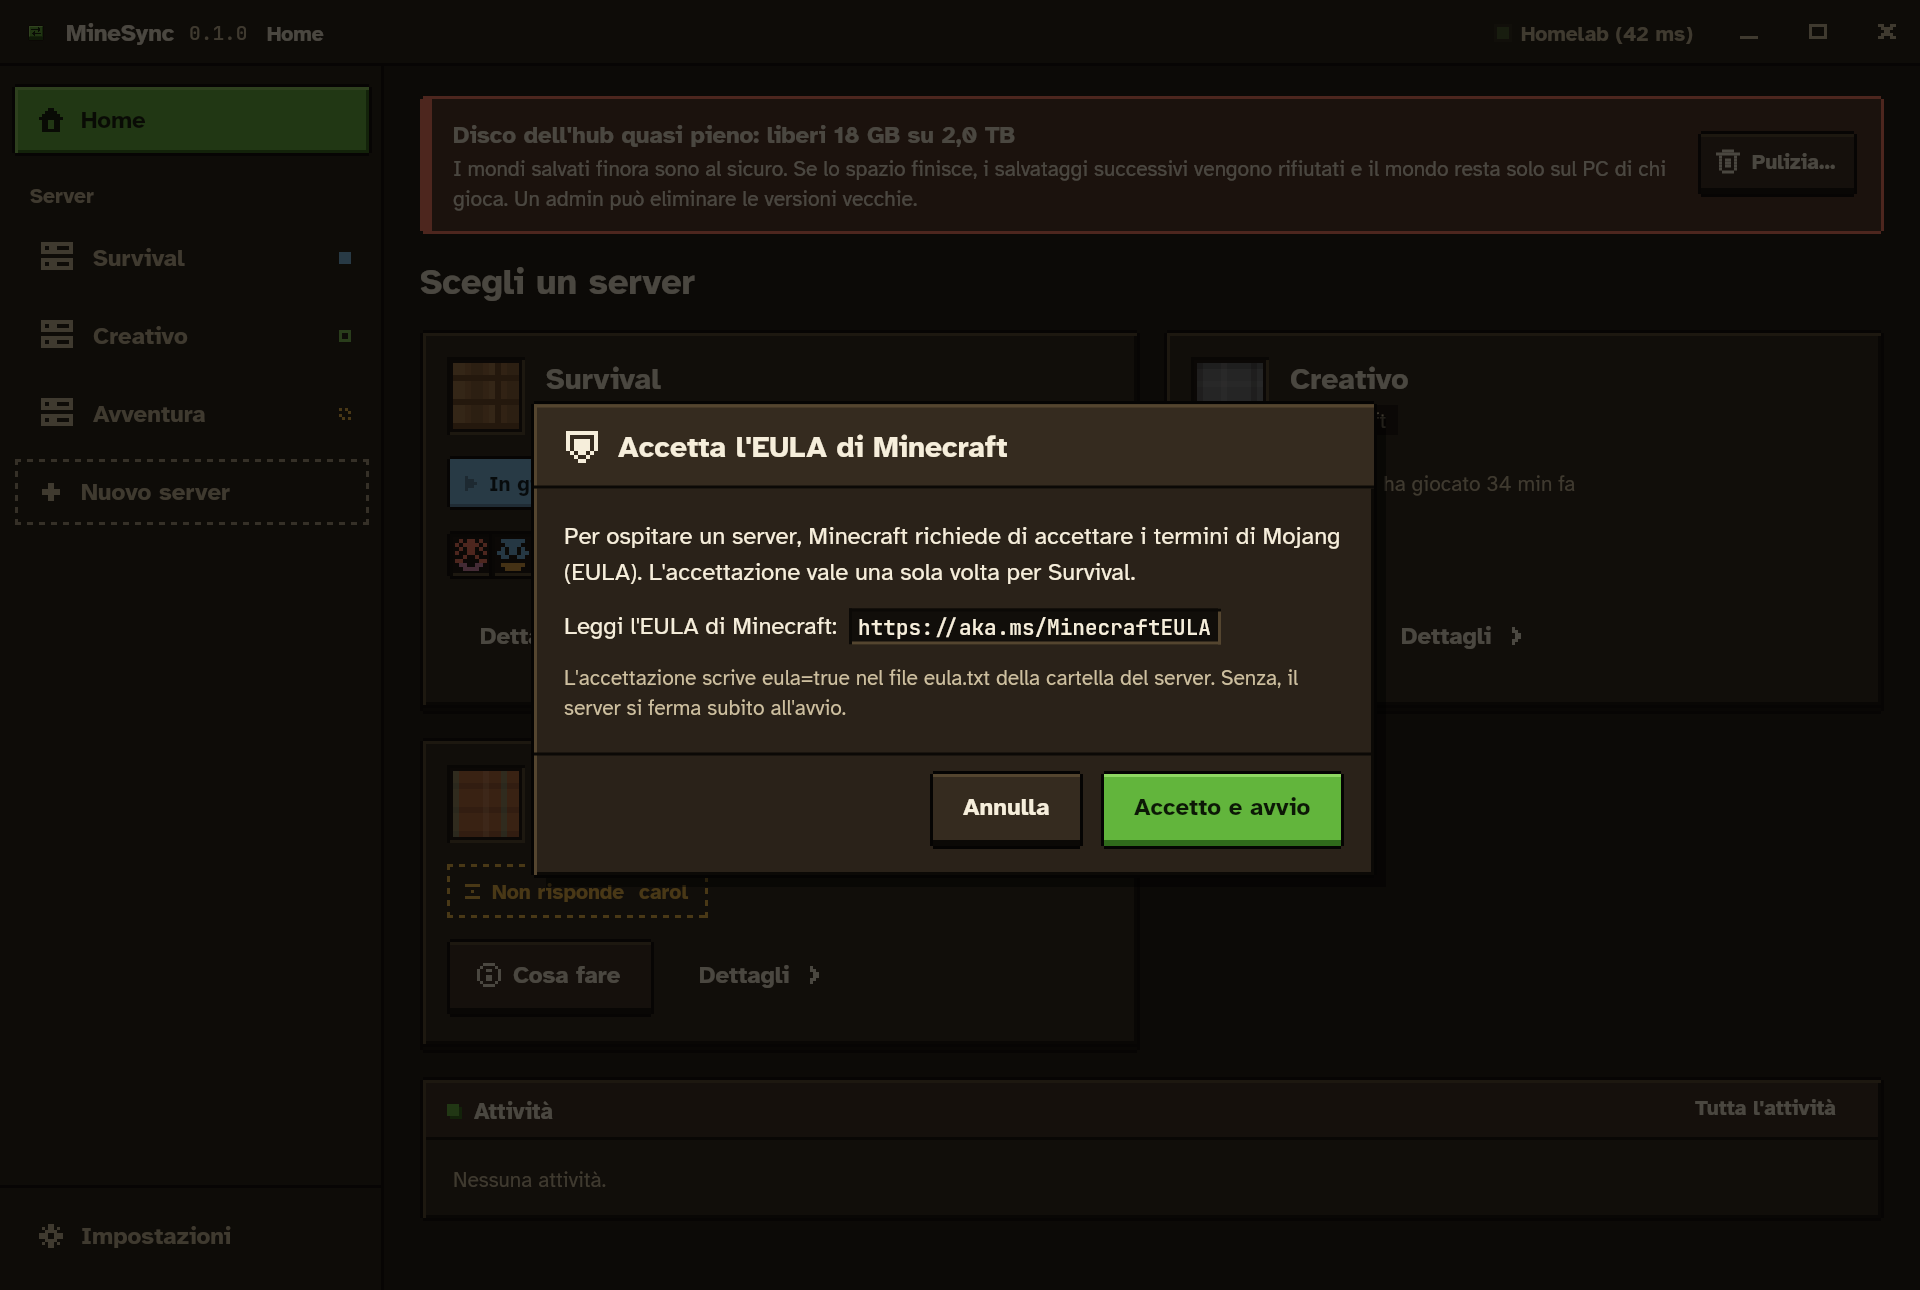 MineSync 0.1.0 Home
Homelab (42 ms)
Home
Server
Survival
Creativo
Avventura
Nuovo server
Impostazioni
Disco dell'hub quasi pieno: liberi 18 GB su 2,0 TB
I mondi salvati finora sono al sicuro. Se lo spazio finisce, i salvataggi successivi vengono rifiutati e il mondo resta solo sul PC di chi
gioca. Un admin può eliminare le versioni vecchie.
Pulizia...
Scegli un server
Survival
In g
Dett
Creativo
ha giocato 34 min fa
Dettagli
Accetta l'EULA di Minecraft
Per ospitare un server, Minecraft richiede di accettare i termini di Mojang
(EULA). L'accettazione vale una sola volta per Survival.
Leggi l'EULA di Minecraft: https://aka.ms/MinecraftEULA
L'accettazione scrive eula=true nel file eula.txt della cartella del server. Senza, il
server si ferma subito all'avvio.
Annulla
Accetto e avvio
Non risponde carol
Cosa fare
Dettagli
Attività
Tutta l'attività
Nessuna attività.